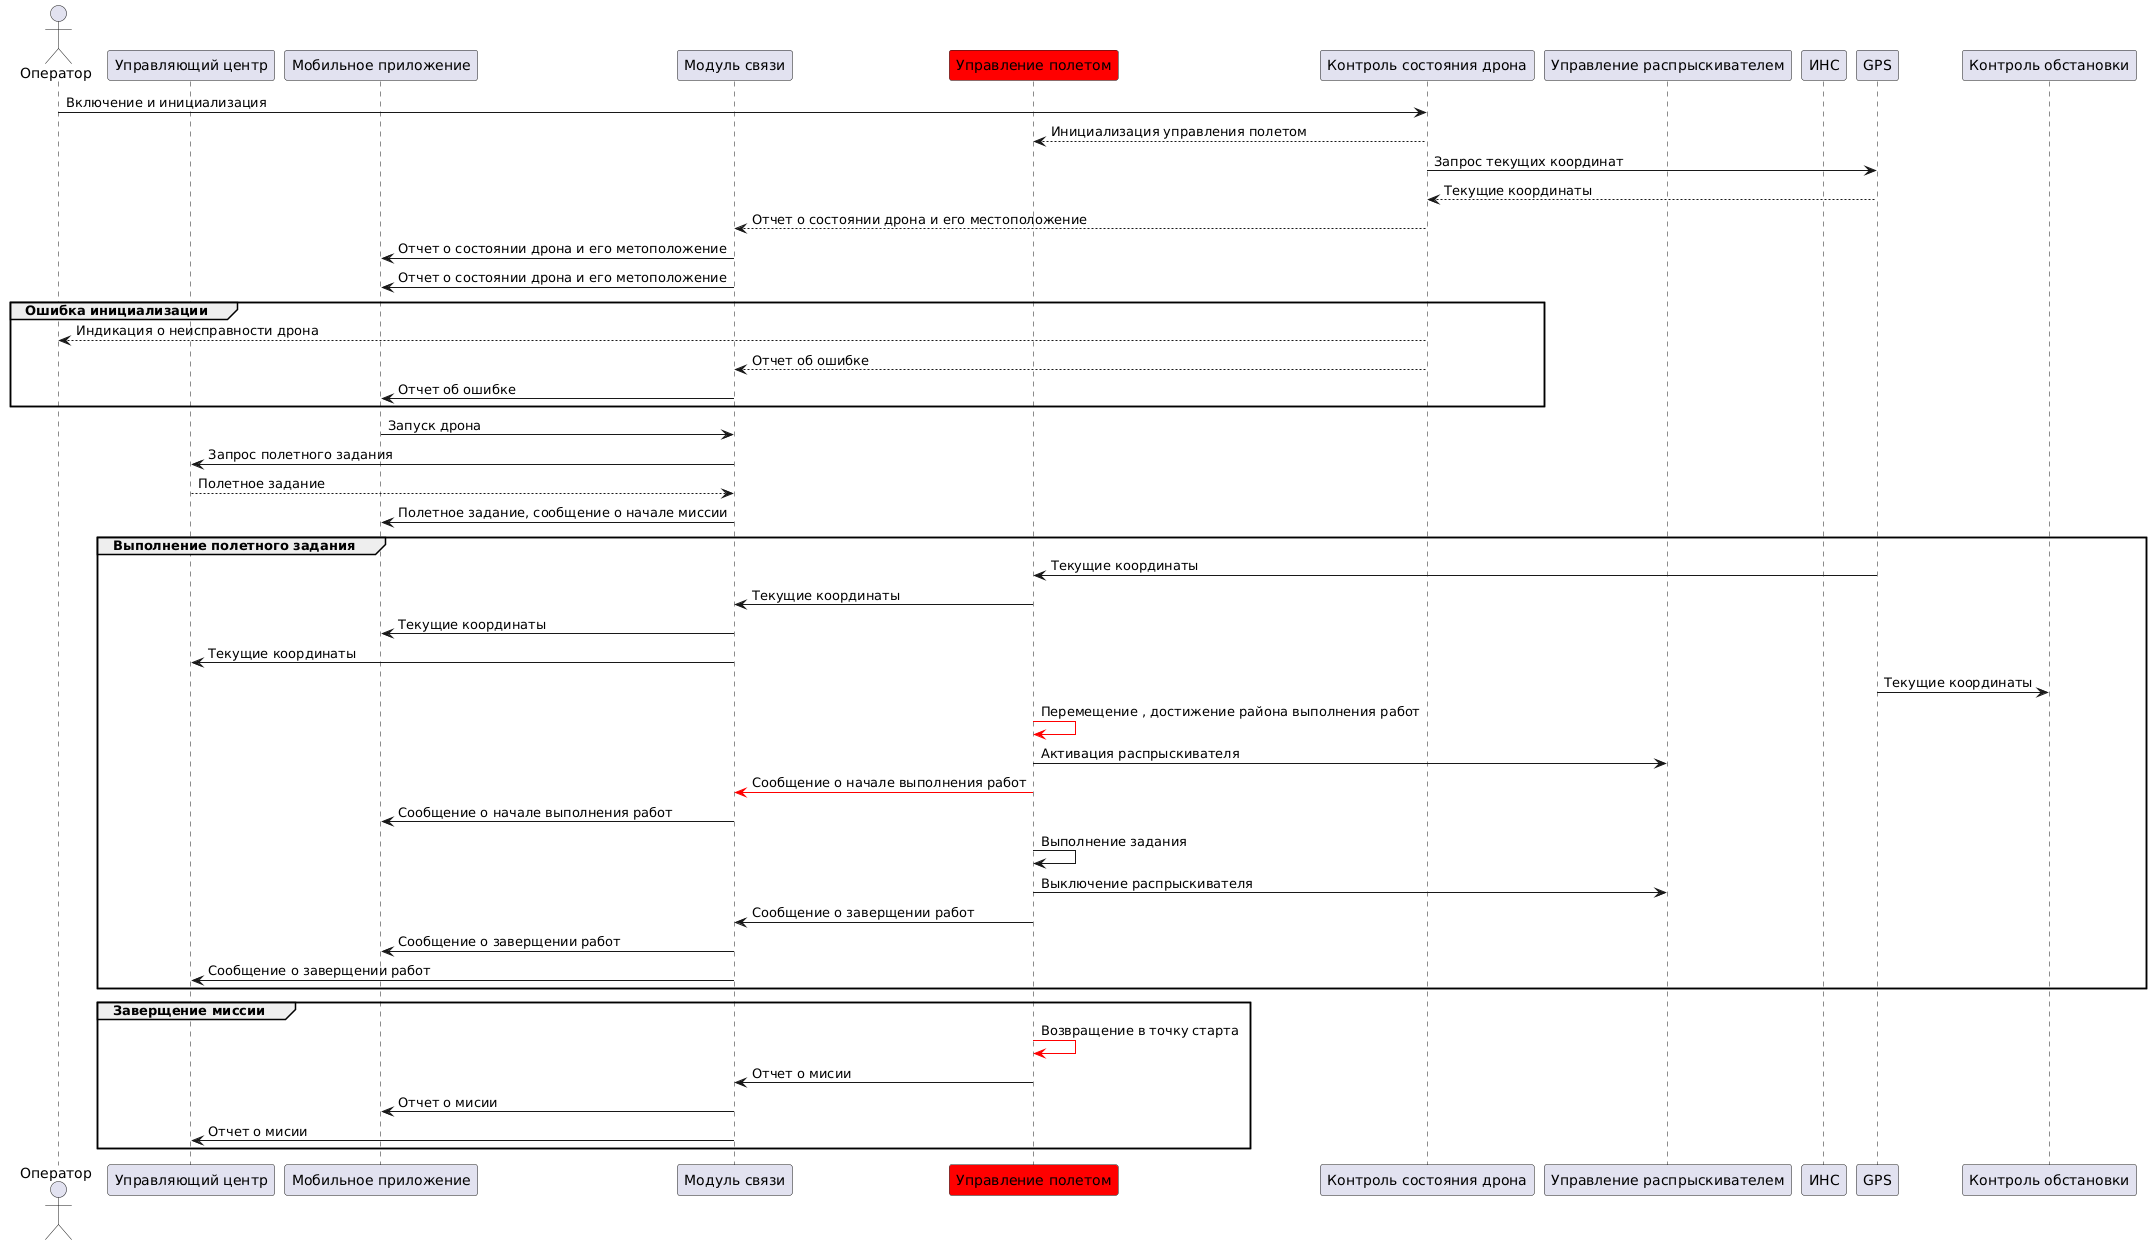 Оператор
Управляющий центр
Мобильное приложение
Модуль связи
Управление полетом
Контроль состояния дрона
Управление распрыскивателем
ИНС
GPS
Контроль обстановки
Включение и инициализация
Инициализация управления полетом
Запрос текущих координат
Текущие координаты
Отчет о состоянии дрона и его местоположение
Отчет о состоянии дрона и его метоположение
Отчет о состоянии дрона и его метоположение
Ошибка инициализации
Индикация о неисправности дрона
Отчет об ошибке
Отчет об ошибке
Запуск дрона
Запрос полетного задания
Полетное задание
Полетное задание, сообщение о начале миссии
Выполнение полетного задания
Текущие координаты
Текущие координаты
Текущие координаты
Текущие координаты
Текущие координаты
Перемещение , достижение района выполнения работ
Активация распрыскивателя
Сообщение о начале выполнения работ
Сообщение о начале выполнения работ
Выполнение задания
Выключение распрыскивателя
Сообщение о заверщении работ
Сообщение о заверщении работ
Сообщение о заверщении работ
Заверщение миссии
Возвращение в точку старта
Отчет о мисии
Отчет о мисии
Отчет о мисии
Оператор
Управляющий центр
Мобильное приложение
Модуль связи
Управление полетом
Контроль состояния дрона
Управление распрыскивателем
ИНС
GPS
Контроль обстановки